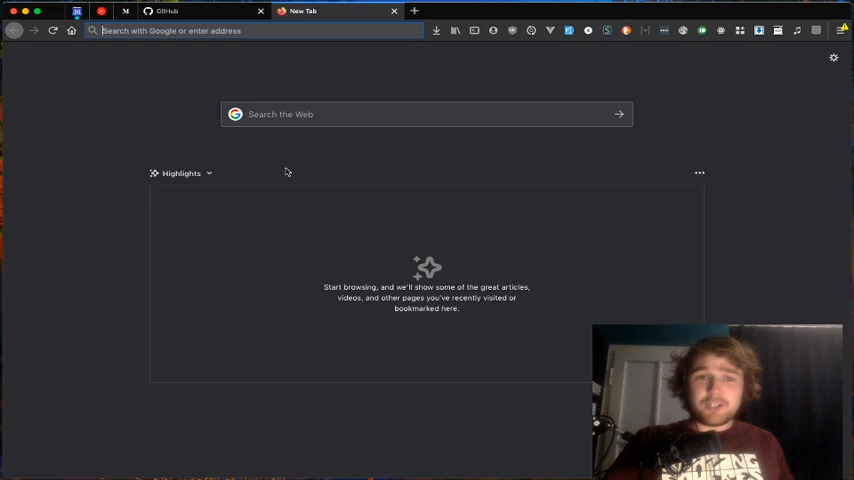 GitHub
New Tab
Search with Google or enter address
Search the Web
Highlights
Start browsing, and we'll show some of the great articles,
videos, and other pages you've recently visited or
bookmarked here.